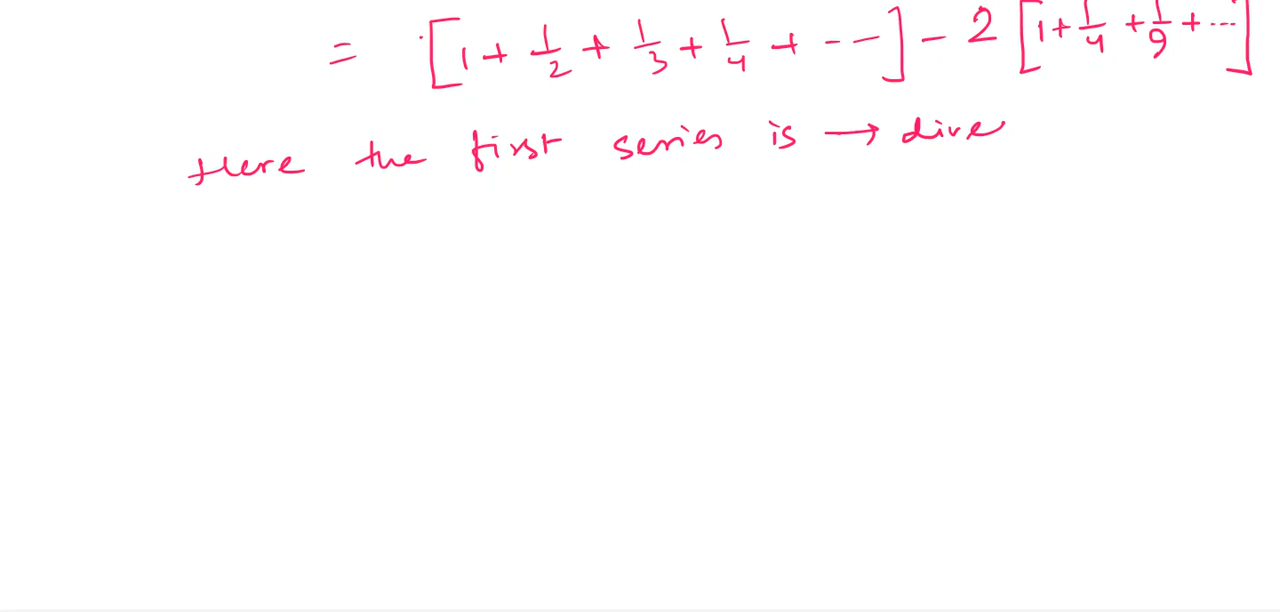 = [1 + 1/2 + 1/3 + 1/4 + ---] - 2 [1 + 1/4 + 1/9 + ---]
Here the first series is → dive